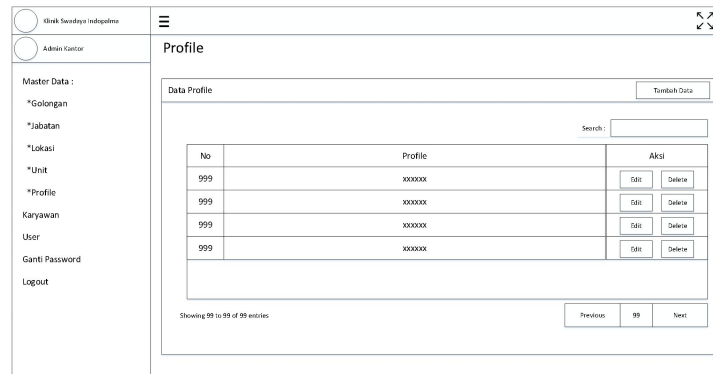 Klinik Swadaya Indopalma
Admin Kantor
Master Data :
*Golongan
*Jabatan
*Lokasi
*Unit
*Profile
Karyawan
User
Ganti Password
Logout
Profile
Data Profile Tambah Data
Search :
No Profile Aksi
999 xxxxxx Edit Delete
999 xxxxxx Edit Delete
999 xxxxxx Edit Delete
999 xxxxxx Edit Delete
Showing 99 to 99 of 99 entries Previous 99 Next